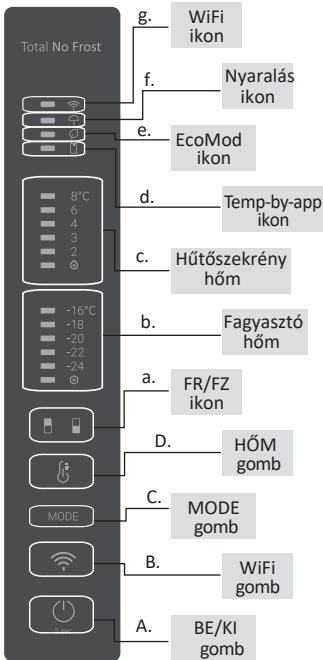 Total No Frost
g.
WiFi
ikon
f.
Nyaralás
ikon
e.
EcoMod
ikon
d.
Temp-by-app
ikon
8°C
6
4
3
2
c.
Hűtőszekrény
hőm
-16°C
-18
-20
-22
-24
b.
Fagyasztó
hőm
a.
FR/FZ
ikon
D.
HŐM
gomb
MODE
C.
MODE
gomb
B.
WiFi
gomb
3 sec
A.
BE/KI
gomb